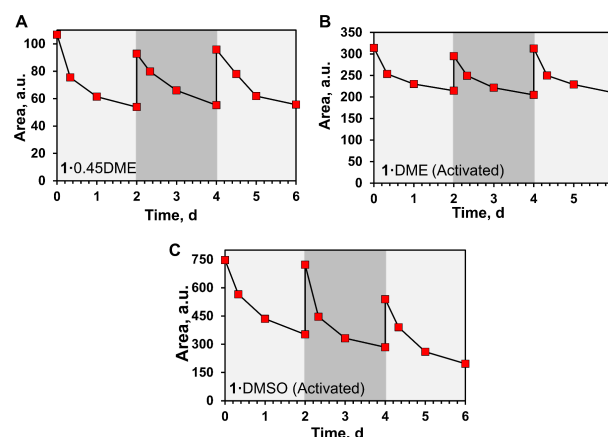 A
Area, a.u.
100
80
60
40
20
0
1·0.45DME
0 1 2 3 4 5 6
Time, d
B
Area, a.u.
350
300
250
200
150
100
50
0
1·DME (Activated)
0 1 2 3 4 5
Time, d
C
Area, a.u.
750
600
450
300
150
0
1·DMSO (Activated)
0 1 2 3 4 5 6
Time, d